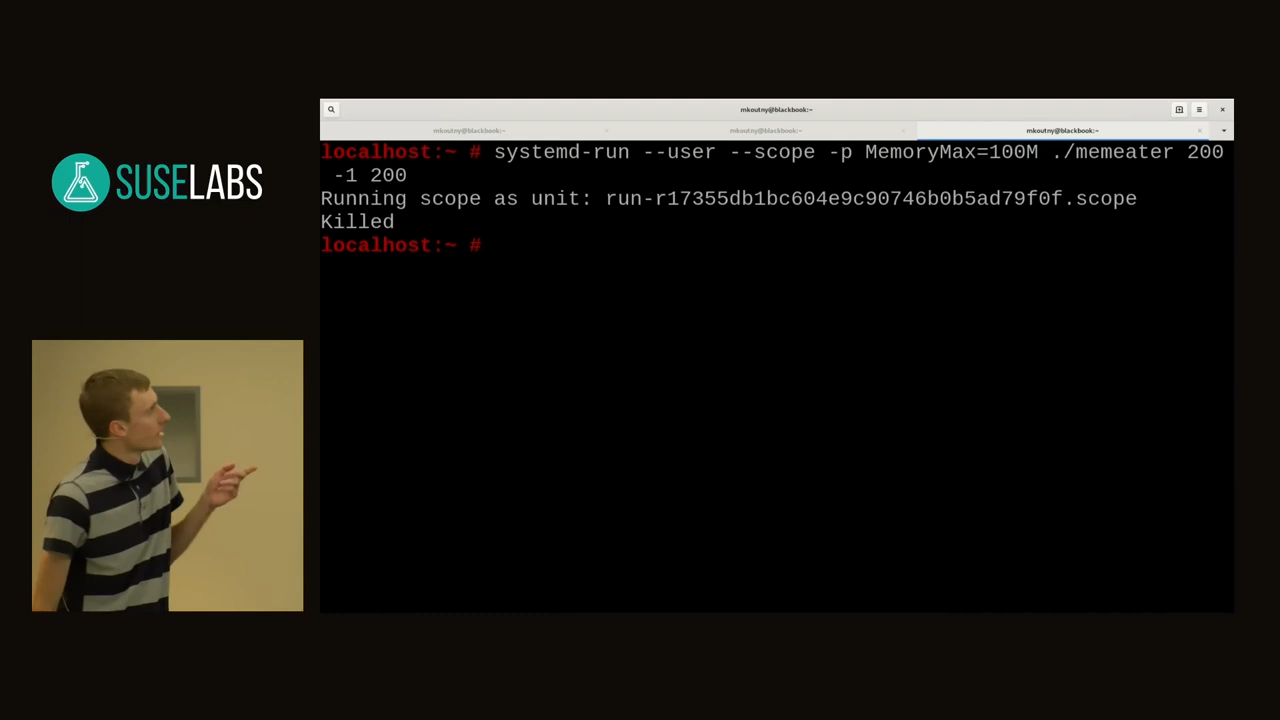 SUSELABS
mkoutny@blackbook:~
mkoutny@blackbook:~
mkoutny@blackbook:~
mkoutny@blackbook:~
localhost:~ # systemd-run --user --scope -p MemoryMax=100M ./memeater 200
-1 200
Running scope as unit: run-r17355db1bc604e9c90746b0b5ad79f0f.scope
Killed
localhost:~ #